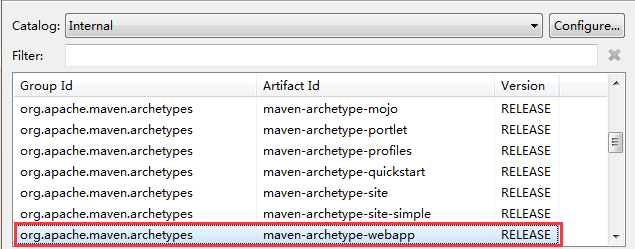 Catalog: Internal Configure...
Filter:
Group Id Artifact Id Version
org.apache.maven.archetypes maven-archetype-mojo RELEASE
org.apache.maven.archetypes maven-archetype-portlet RELEASE
org.apache.maven.archetypes maven-archetype-profiles RELEASE
org.apache.maven.archetypes maven-archetype-quickstart RELEASE
org.apache.maven.archetypes maven-archetype-site RELEASE
org.apache.maven.archetypes maven-archetype-site-simple RELEASE
org.apache.maven.archetypes maven-archetype-webapp RELEASE